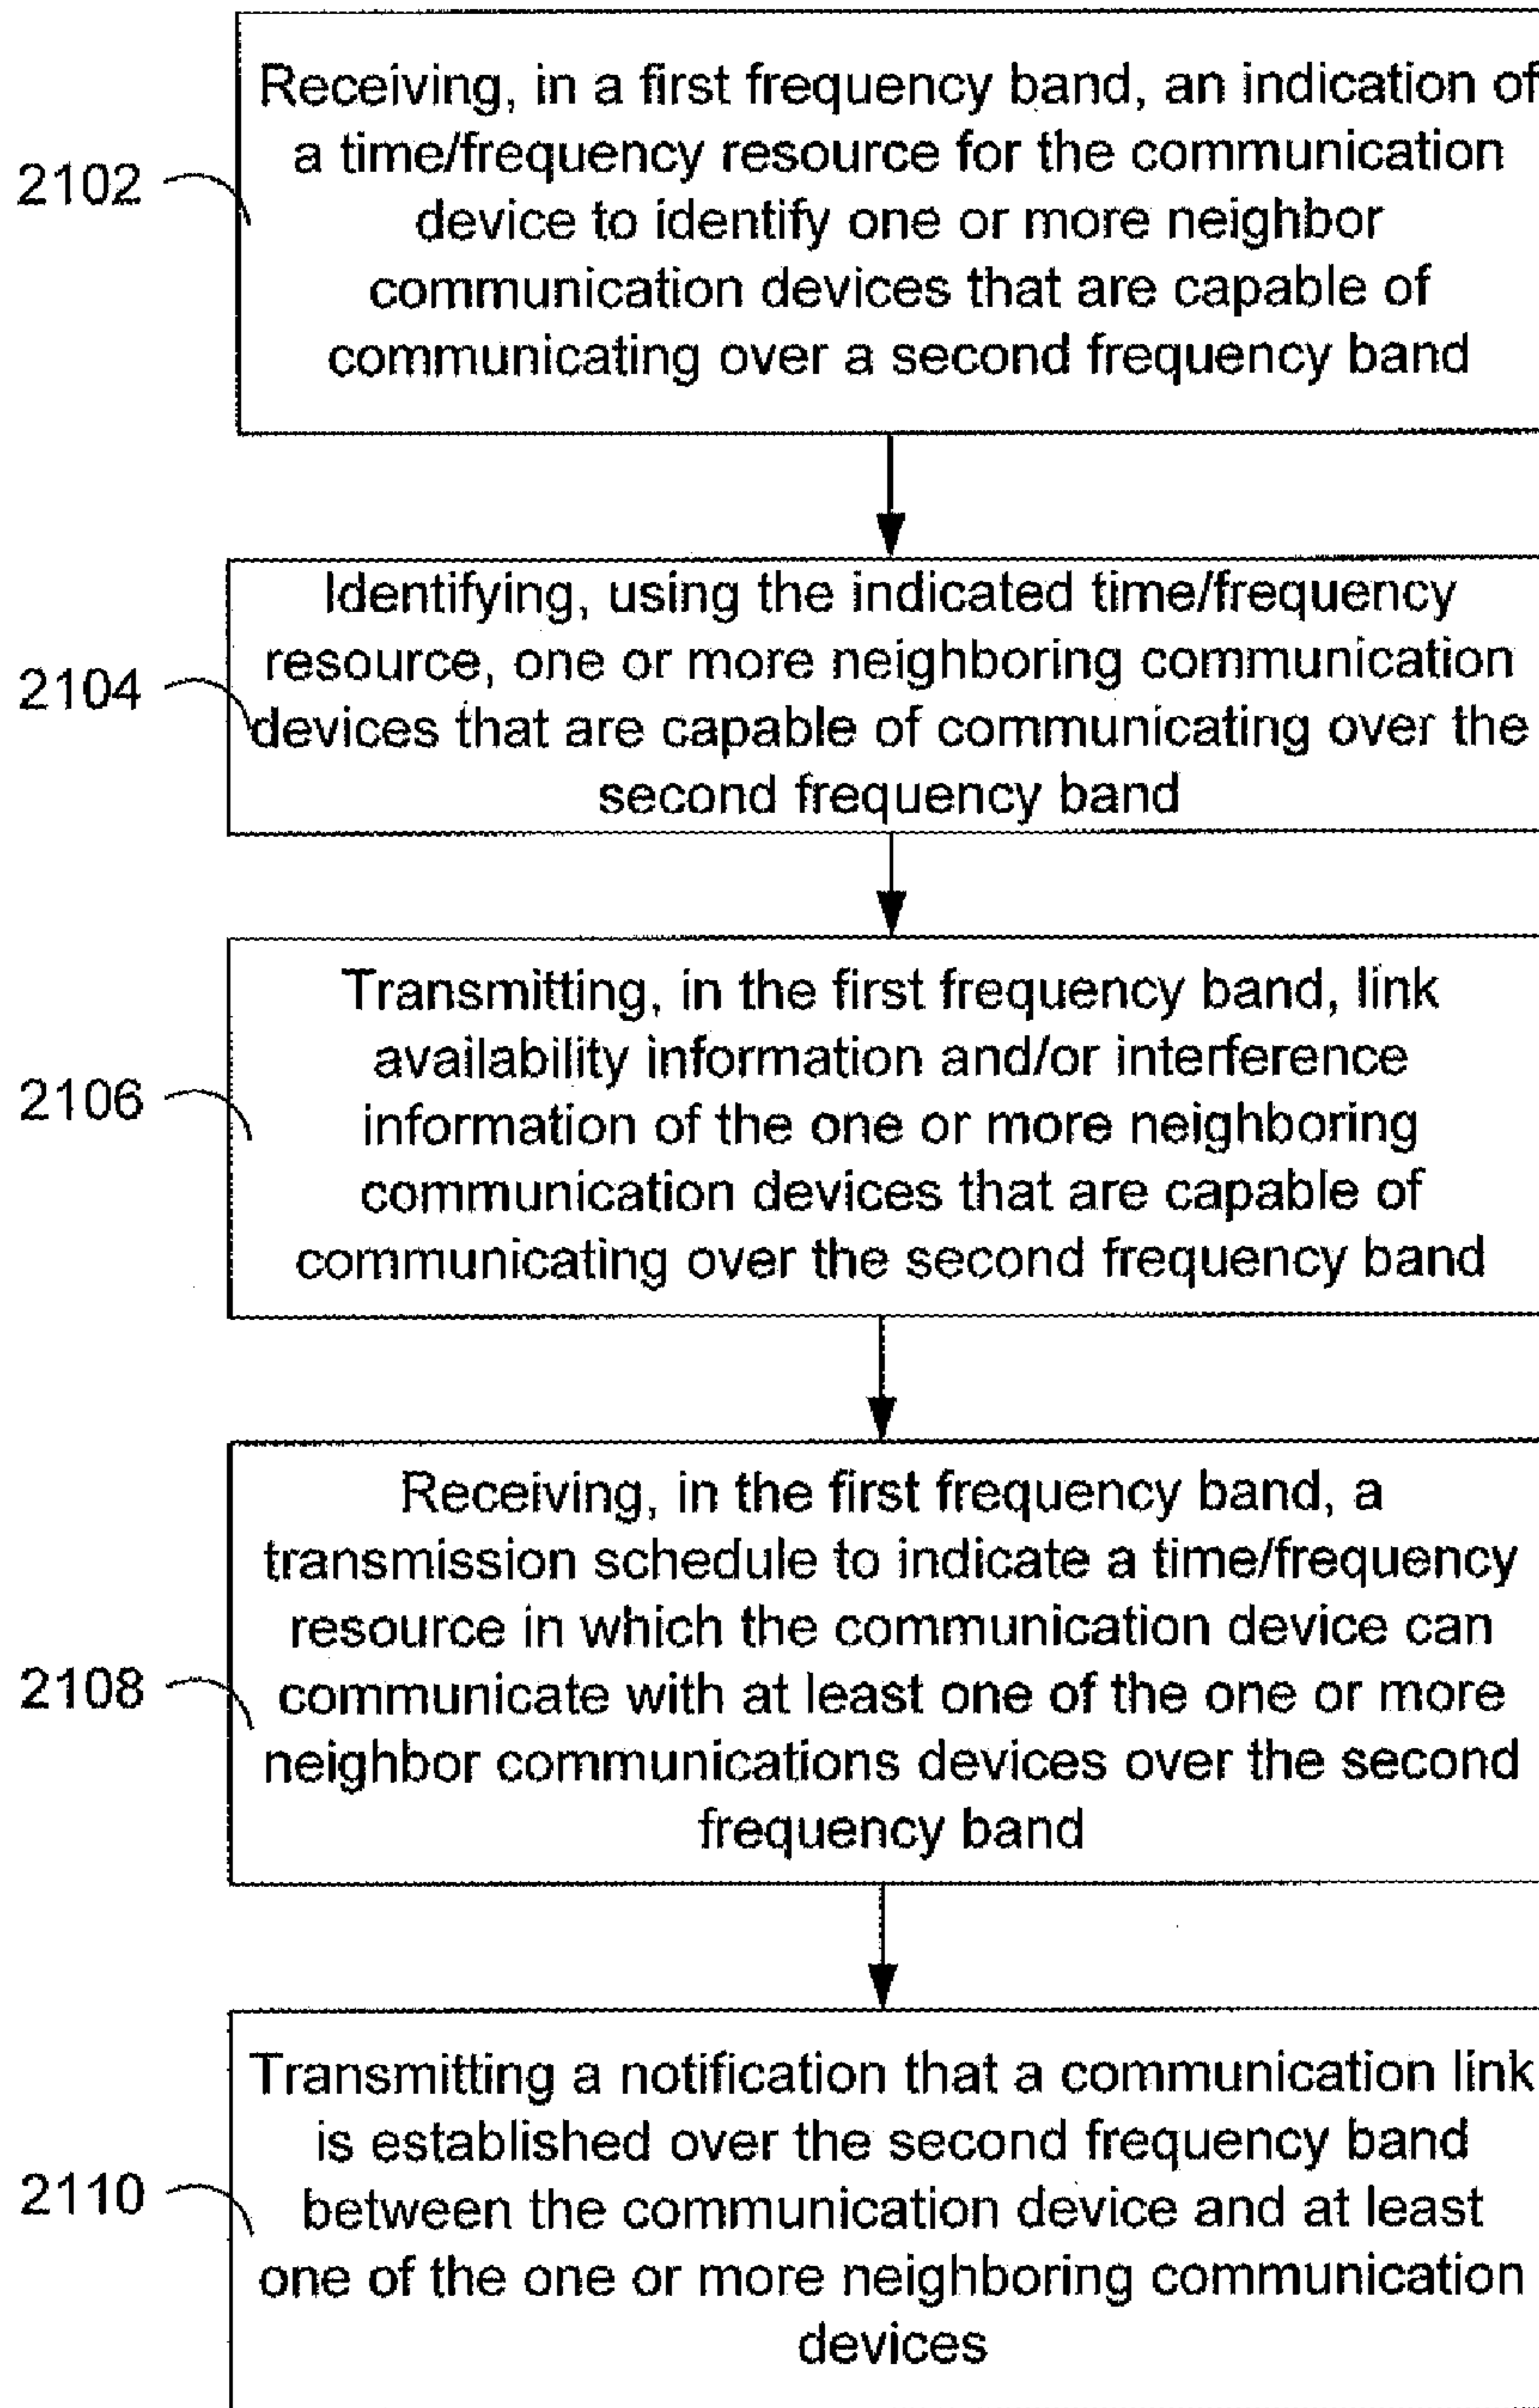 Receiving, in a first frequency band, an indication of
a time/frequency resource for the communication
2102
device to identify one or more neighbor
communication devices that are capable of
communicating over a second frequency band
Identifying, using the indicated time/frequency
resource, one or more neighboring communication
2104
devices that are capable of communicating over the
second frequency band
Transmitting, in the first frequency band, link
availability information and/or interference
2106
information of the one or more neighboring
communication devices that are capable of
communicating over the second frequency band
Receiving, in the first frequency band, a
transmission schedule to indicate a time/frequency
resource in which the communication device can
2108
communicate with at least one of the one or more
neighbor communications devices over the second
frequency band
Transmitting a notification that a communication link
is established over the second frequency band
2110
between the communication device and at least
one of the one or more neighboring communication
devices